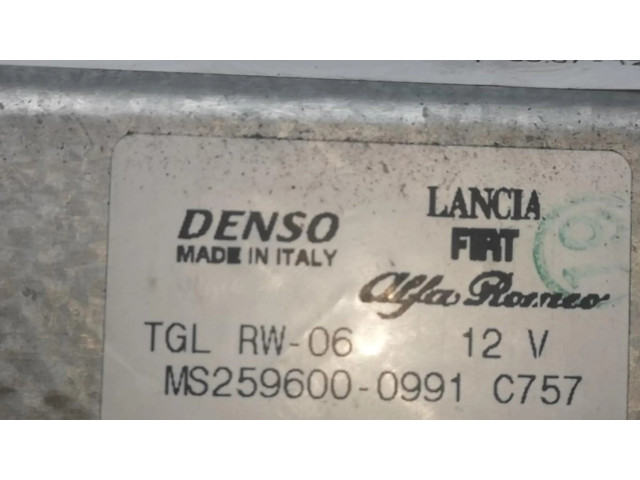 DENSO
MADE IN ITALY
LANCIA
FIAT
Alfa Romeo
TGL RW-06 12 V
MS259600-0991 C757